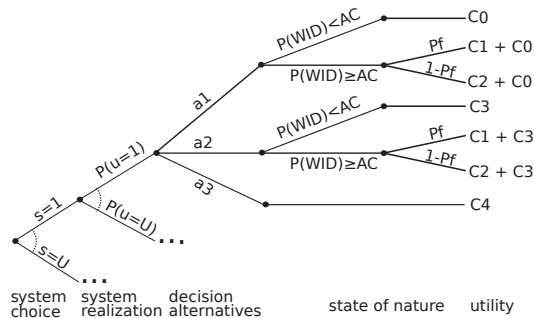 C0
P(WID)<AC
Pf
C1 + C0
P(WID)≥AC
1-Pf
C2 + C0
a1
C3
P(WID)<AC
Pf
C1 + C3
a2
P(WID)≥AC
1-Pf
C2 + C3
P(u=1)
a3
C4
s=1
P(u=U)
...
s=U
...
system choice
system realization
decision alternatives
state of nature
utility